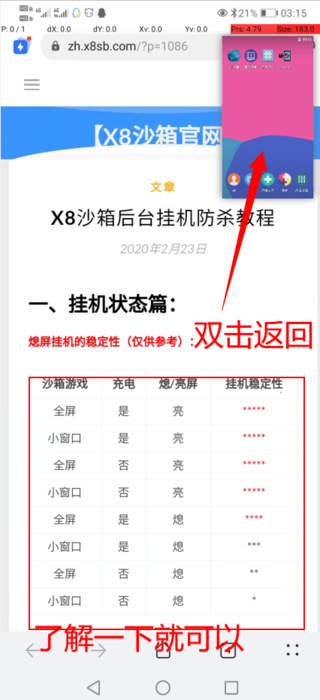 21% 03:15
P: 0 / 1 dX: 0.0 dY: 0.0 Xv: 0.0 Yv: 0.0 Prs: 4.79 Size: 183.0
zh.x8sb.com/?p=1086
【X8沙箱官网
文章
X8沙箱后台挂机防杀教程
2020年2月23日
一、挂机状态篇：
熄屏挂机的稳定性（仅供参考）：
双击返回
沙箱游戏 充电 熄/亮屏 挂机稳定性
全屏 是 亮 *****
小窗口 是 亮 *****
全屏 否 亮 *****
小窗口 否 亮 *****
全屏 是 熄 ****
小窗口 是 熄 ***
全屏 否 熄 **
小窗口 否 熄 *
了解一下就可以